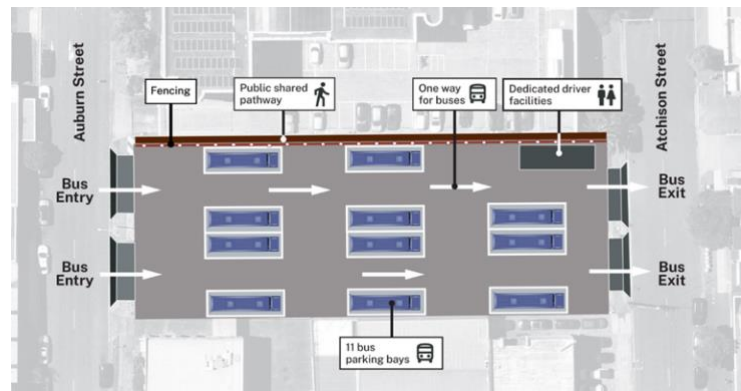 Auburn Street
Atchison Street
Fencing
Public shared
pathway
One way
for buses
Dedicated driver
facilities
Bus
Entry
Bus
Exit
Bus
Entry
Bus
Exit
11 bus
parking bays